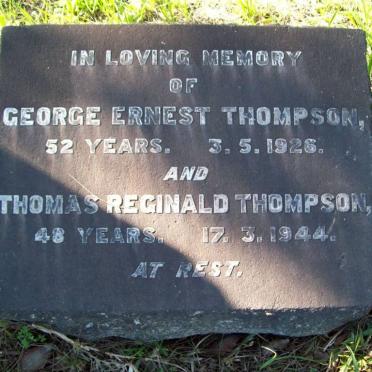 IN LOVING MEMORY
OF
GEORGE ERNEST THOMPSON,
52 YEARS. 3. 5. 1926.
AND
THOMAS REGINALD THOMPSON,
48 YEARS. 17. 3. 1944.
AT REST.